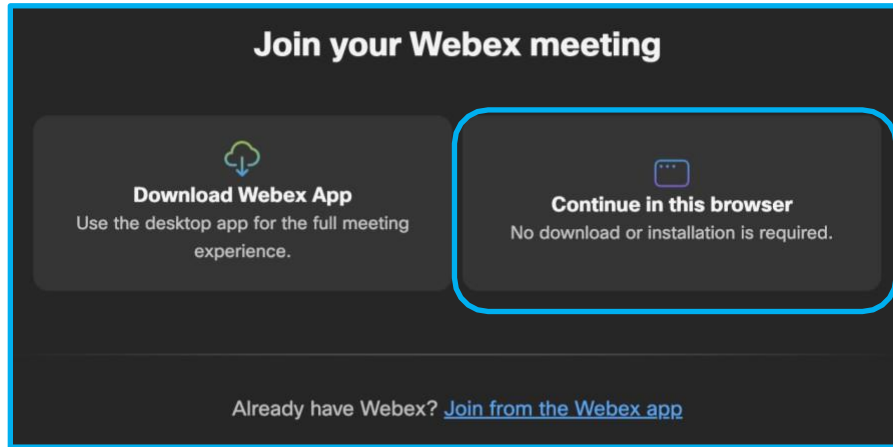 Join your Webex meeting
Download Webex App
Use the desktop app for the full meeting
experience.
Continue in this browser
No download or installation is required.
Already have Webex? Join from the Webex app